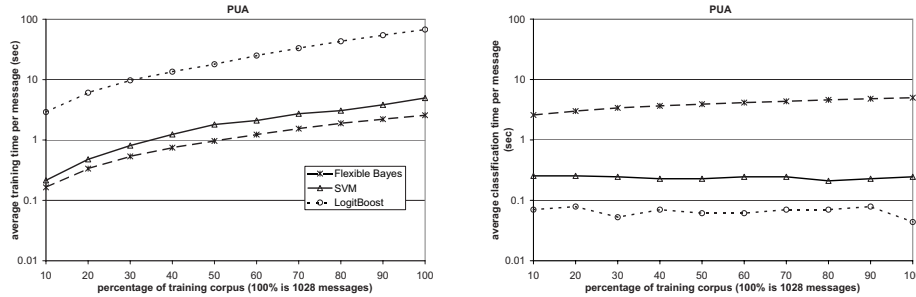 PUA
average training time per message (sec)
100
10
1
0.1
0.01
10 20 30 40 50 60 70 80 90 100
percentage of training corpus (100% is 1028 messages)
Flexible Bayes
SVM
LogitBoost
PUA
average classification time per message
(sec)
100
10
1
0.1
0.01
10 20 30 40 50 60 70 80 90 10
percentage of training corpus (100% is 1028 messages)